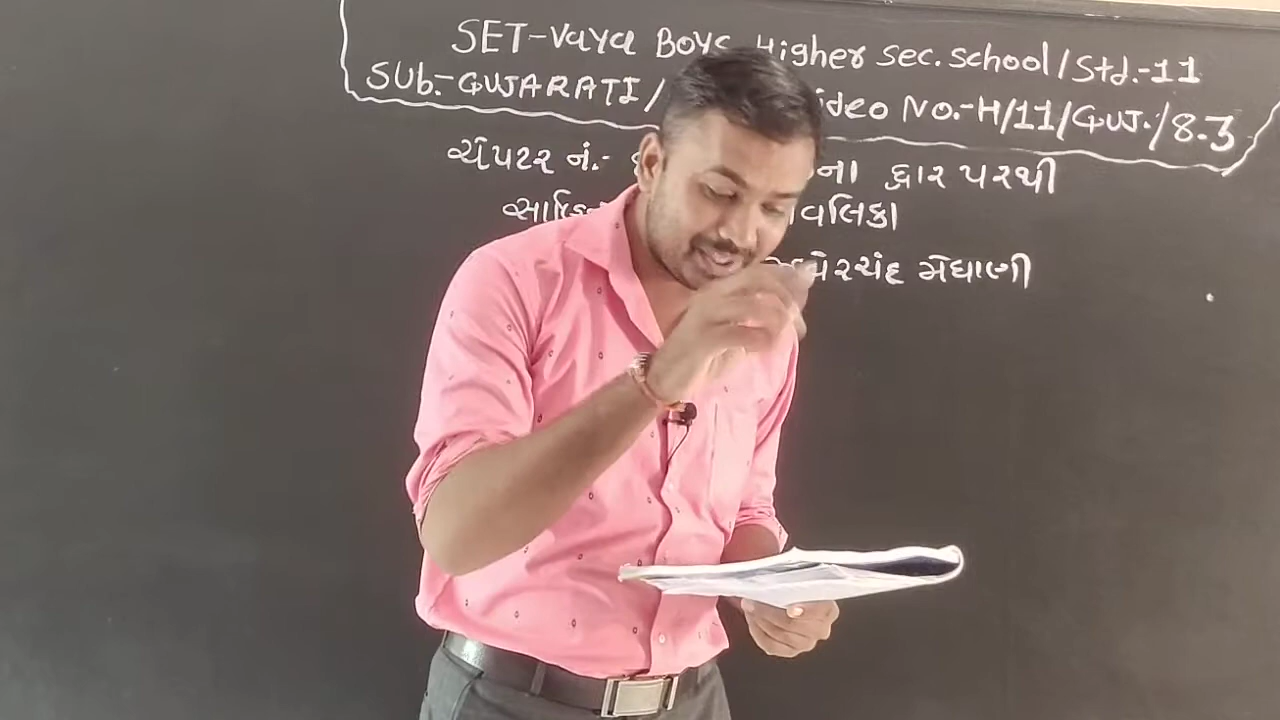 SET-Vaya Boys Higher Sec. School / Std.-11
Sub:- GUJARATI / ideo No.-H/11/GUJ./8.3
ચૅપ્ટર નં.- ના દ્વાર પરથી
વલિકા
મેઘાણી